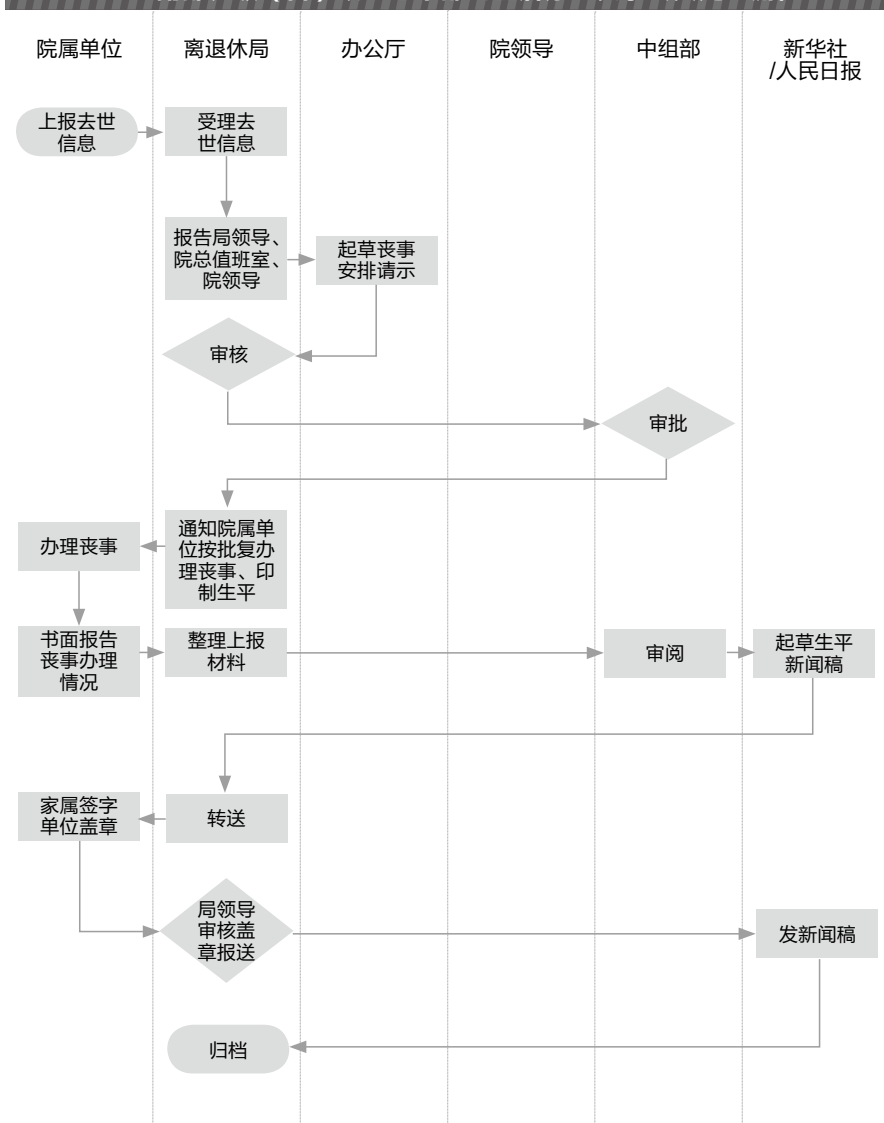 院属单位
离退休局
办公厅
院领导
中组部
新华社
/人民日报
上报去世
信息
受理去
世信息
报告局领导、
院总值班室、
院领导
起草丧事
安排请示
审核
审批
通知院属单
位按批复办
理丧事、印
制生平
办理丧事
书面报告
丧事办理
情况
整理上报
材料
审阅
起草生平
新闻稿
转送
家属签字
单位盖章
局领导
审核盖
章报送
发新闻稿
归档